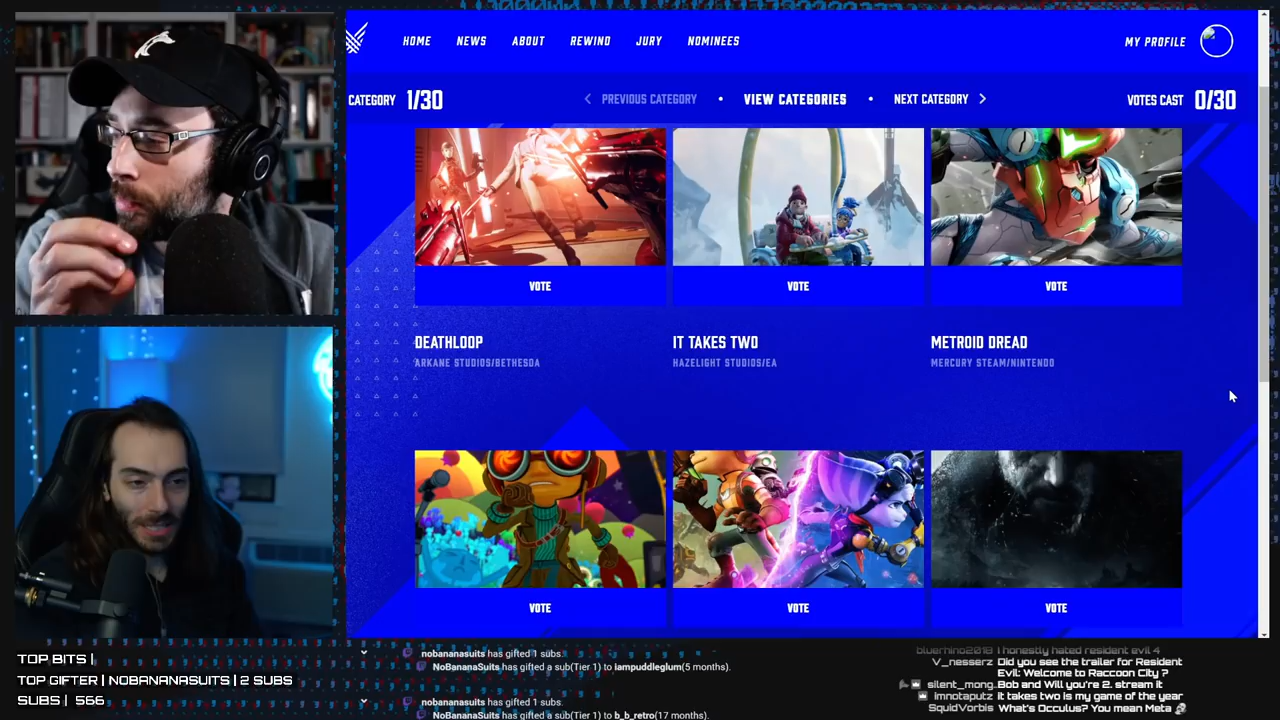 HOME NEWS ABOUT REWIND JURY NOMINEES MY PROFILE
CATEGORY 1/30 PREVIOUS CATEGORY • VIEW CATEGORIES • NEXT CATEGORY VOTES CAST 0/30
VOTE VOTE VOTE
DEATHLOOP IT TAKES TWO METROID DREAD
ARKANE STUDIOS/BETHESDA HAZELIGHT STUDIOS/EA MERCURY STEAM/NINTENDO
VOTE VOTE VOTE
TOP BITS |
TOP GIFTER | NOBANANASUITS | 2 SUBS
SUBS | 566
nobananasuits has gifted 1 subs.
NoBananaSuits has gifted a sub(Tier 1) to iampuddleglum(5 months).
nobananasuits has gifted 1 subs.
NoBananaSuits has gifted a sub(Tier 1) to b_b_retro(17 months).
bluerhino2018 I honestly hated resident evil 4
V_nesserz Did you see the trailer for Resident
Evil: Welcome to Raccoon City ?
silent_mong Bob and Will you're 2. stream it
imnotaputz it takes two is my game of the year
SquidVorbis What's Occulus? You mean Meta